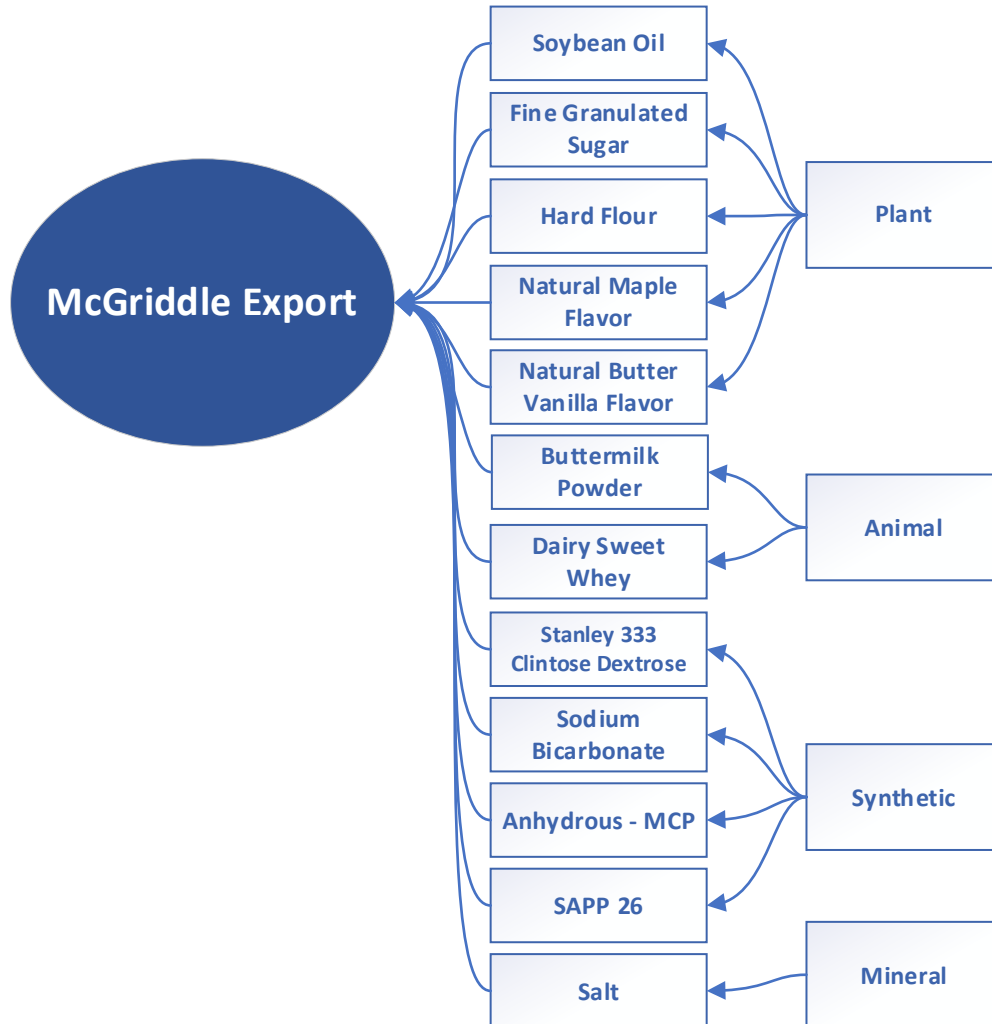 Soybean Oil
Fine Granulated
Sugar
Hard Flour
Natural Maple
Flavor
Natural Butter
Vanilla Flavor
Buttermilk
Powder
Dairy Sweet
Whey
Stanley 333
Clintose Dextrose
Sodium
Bicarbonate
Anhydrous - MCP
SAPP 26
Salt
McGriddle Export
Plant
Animal
Synthetic
Mineral